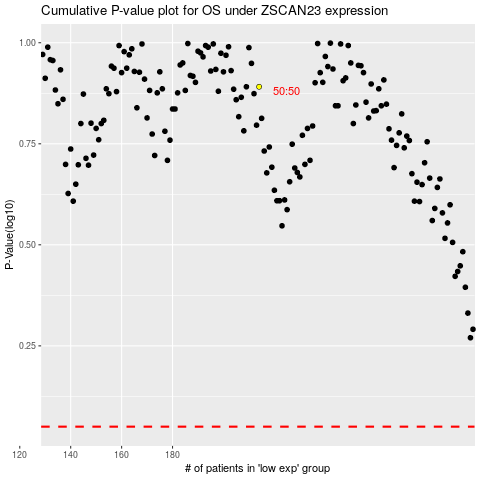 Cumulative P-value plot for OS under ZSCAN23 expression
1.00
50:50
0.75
P-Value(log10)
0.50
0.25
120 140 160 180
# of patients in 'low exp' group